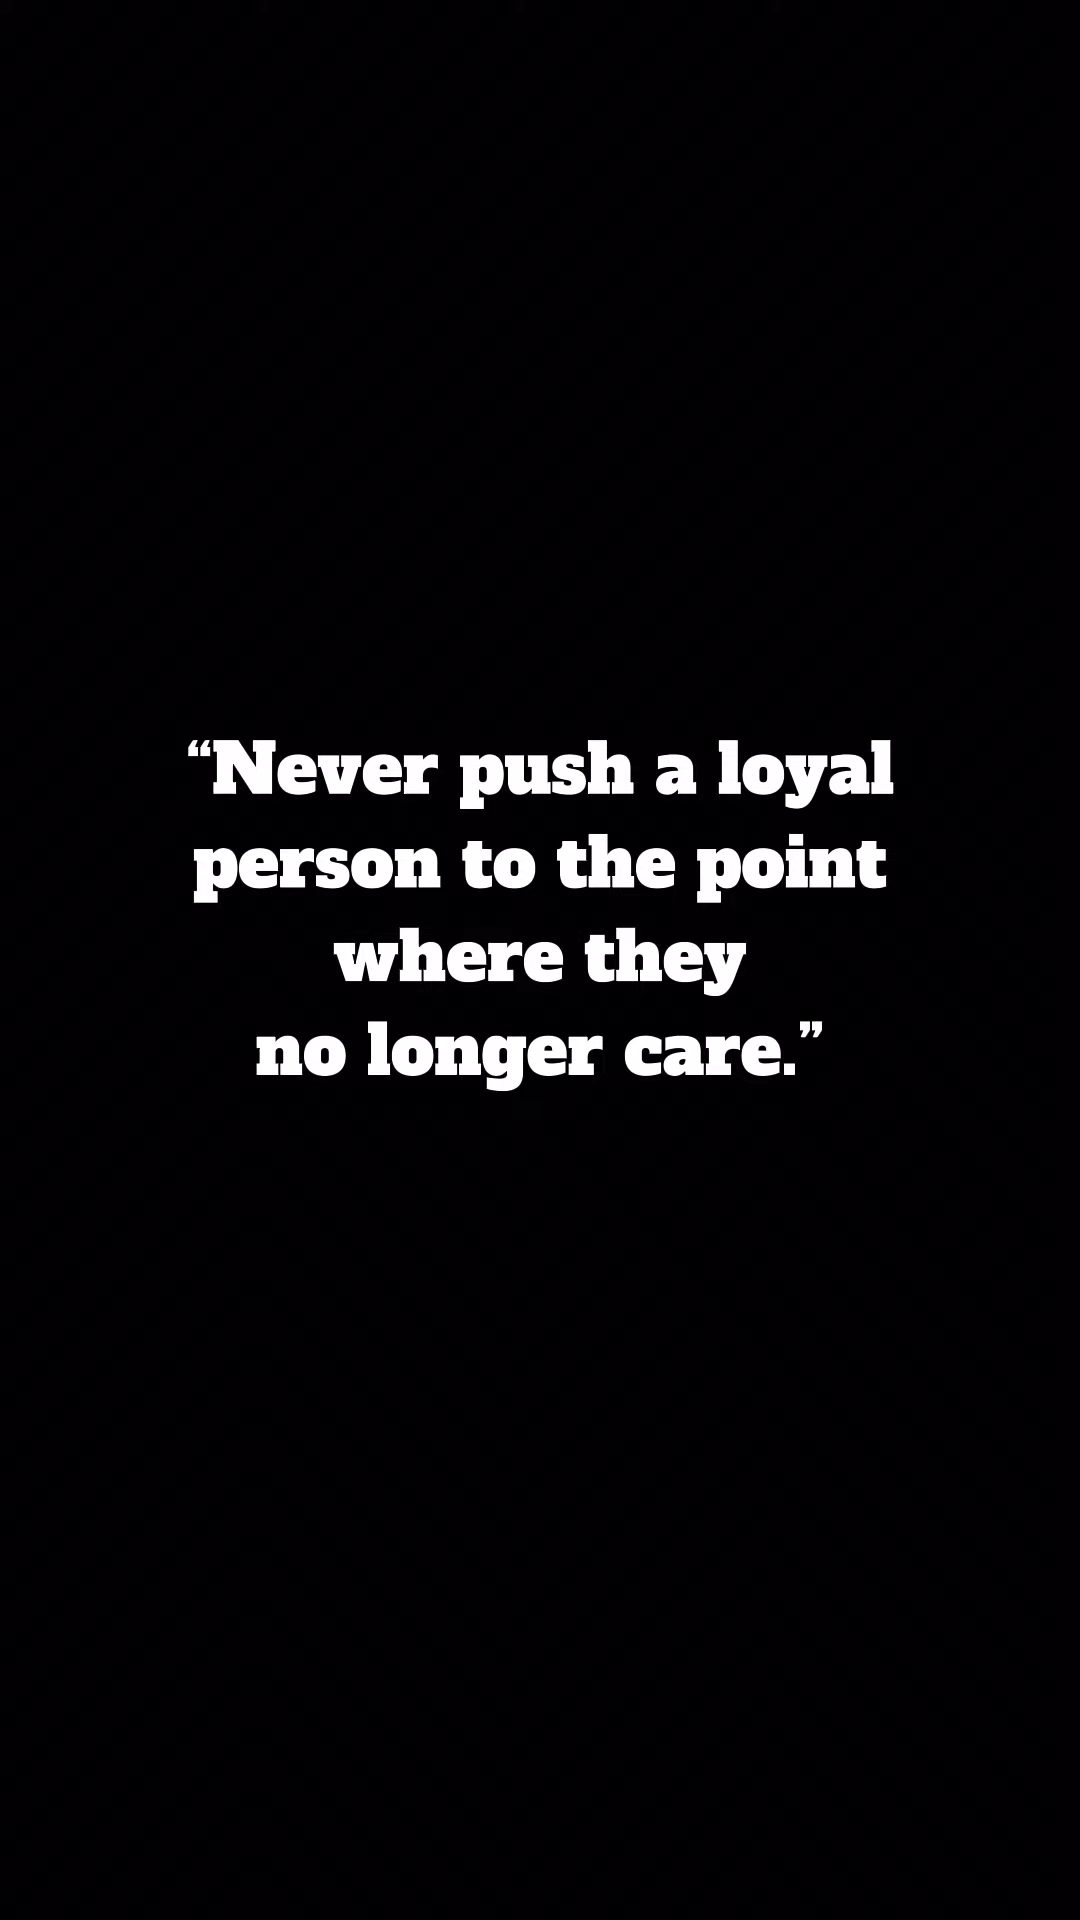 “Never push a loyal
person to the point
where they
no longer care.”